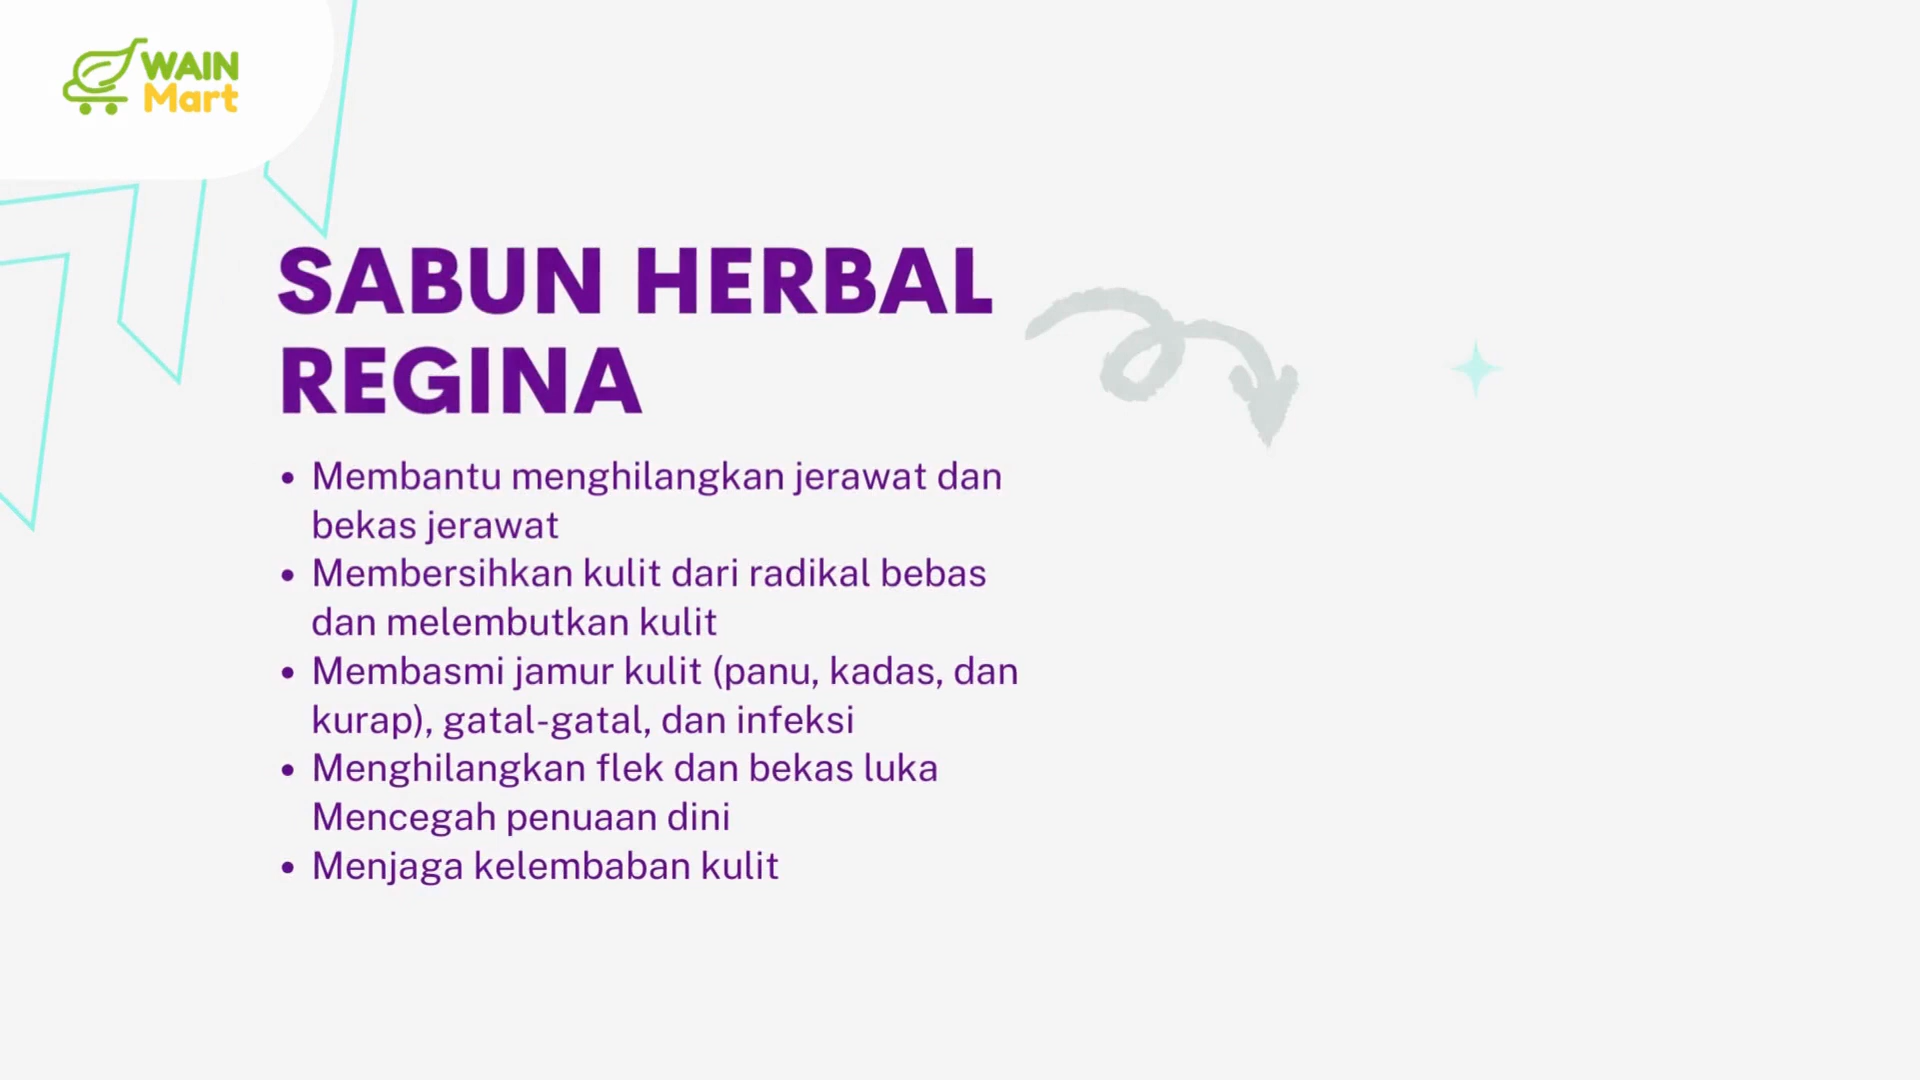 WAIN
Mart
SABUN HERBAL
REGINA
• Membantu menghilangkan jerawat dan
bekas jerawat
• Membersihkan kulit dari radikal bebas
dan melembutkan kulit
• Membasmi jamur kulit (panu, kadas, dan
kurap), gatal-gatal, dan infeksi
• Menghilangkan flek dan bekas luka
Mencegah penuaan dini
• Menjaga kelembaban kulit